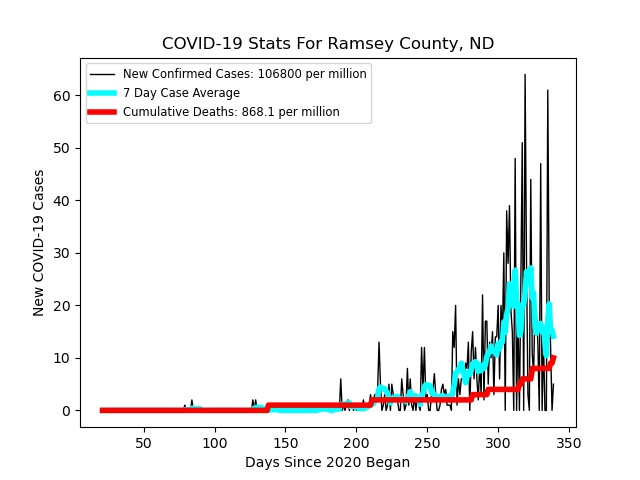 COVID-19 Stats For Ramsey County, ND
New Confirmed Cases: 106800 per million
7 Day Case Average
Cumulative Deaths: 868.1 per million
60
50
40
30
20
10
0
New COVID-19 Cases
50 100 150 200 250 300 350
Days Since 2020 Began